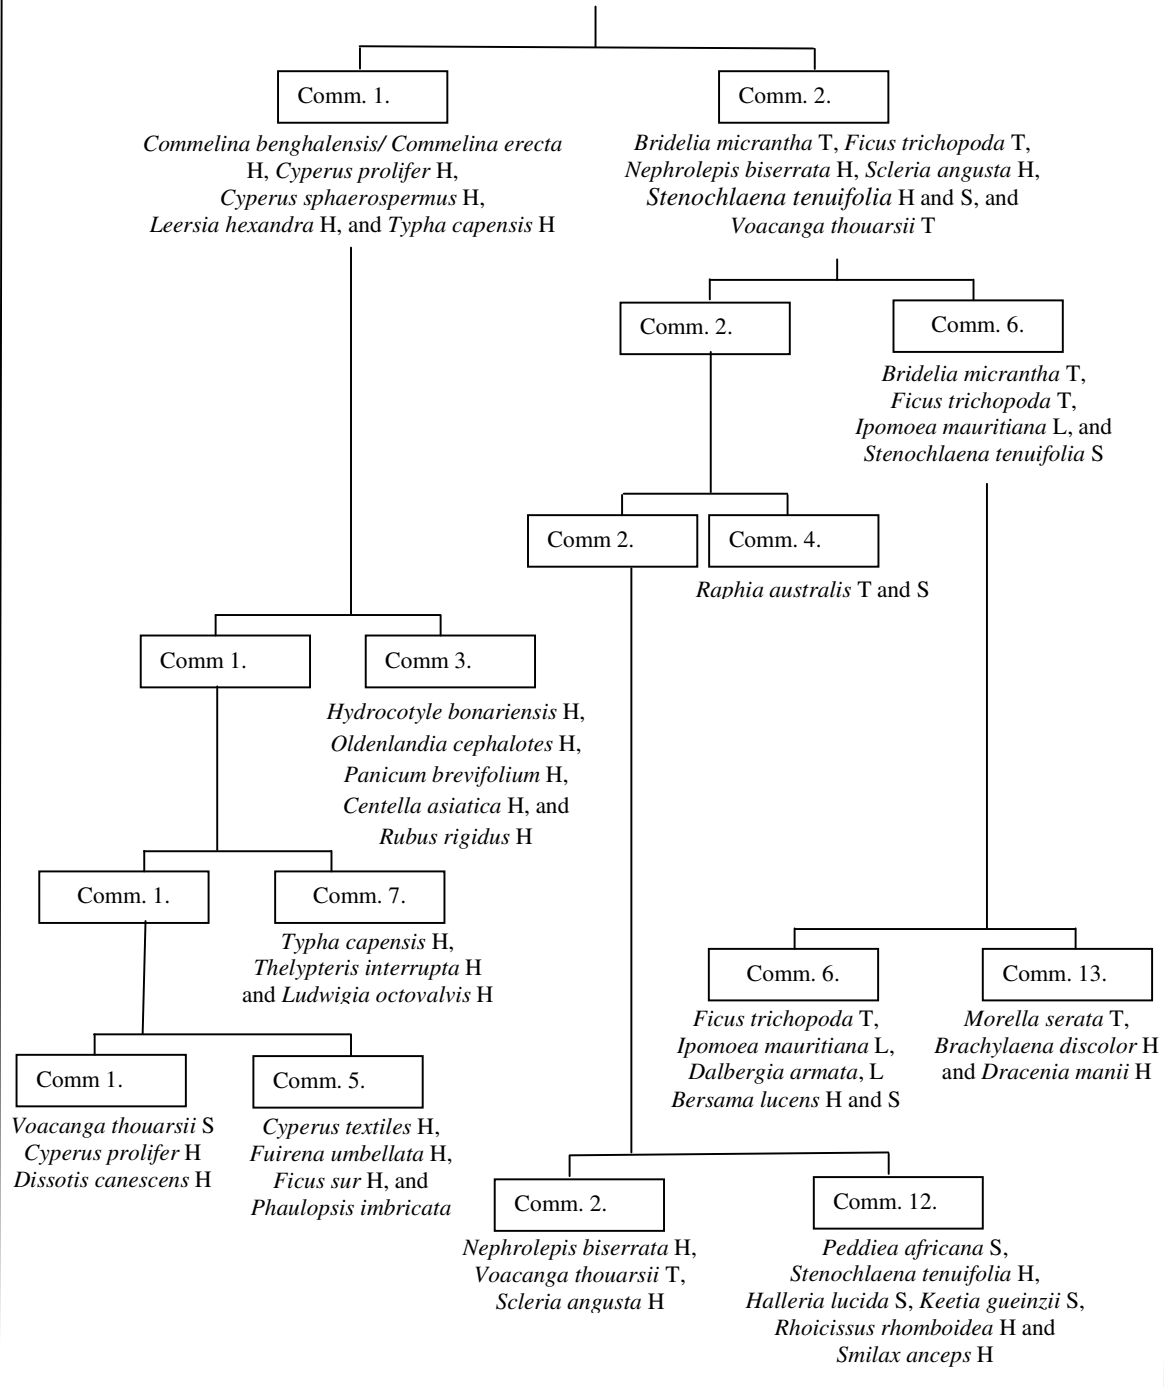 Comm. 1.
Commelina benghalensis/ Commelina erecta
H, Cyperus prolifer H,
Cyperus sphaerospermus H,
Leersia hexandra H, and Typha capensis H
Comm. 2.
Bridelia micrantha T, Ficus trichopoda T,
Nephrolepis biserrata H, Scleria angusta H,
Stenochlaena tenuifolia H and S, and
Voacanga thouarsii T
Comm. 2.
Comm. 6.
Bridelia micrantha T,
Ficus trichopoda T,
Ipomoea mauritiana L, and
Stenochlaena tenuifolia S
Comm 2.
Comm. 4.
Raphia australis T and S
Comm 1.
Comm 3.
Hydrocotyle bonariensis H,
Oldenlandia cephalotes H,
Panicum brevifolium H,
Centella asiatica H, and
Rubus rigidus H
Comm. 1.
Comm. 7.
Typha capensis H,
Thelypteris interrupta H
and Ludwigia octovalvis H
Comm. 6.
Ficus trichopoda T,
Ipomoea mauritiana L,
Dalbergia armata, L
Bersama lucens H and S
Comm. 13.
Morella serata T,
Brachylaena discolor H
and Dracenia manii H
Comm 1.
Voacanga thouarsii S
Cyperus prolifer H
Dissotis canescens H
Comm. 5.
Cyperus textiles H,
Fuirena umbellata H,
Ficus sur H, and
Phaulopsis imbricata
Comm. 2.
Nephrolepis biserrata H,
Voacanga thouarsii T,
Scleria angusta H
Comm. 12.
Peddiea africana S,
Stenochlaena tenuifolia H,
Halleria lucida S, Keetia gueinzii S,
Rhoicissus rhomboidea H and
Smilax anceps H